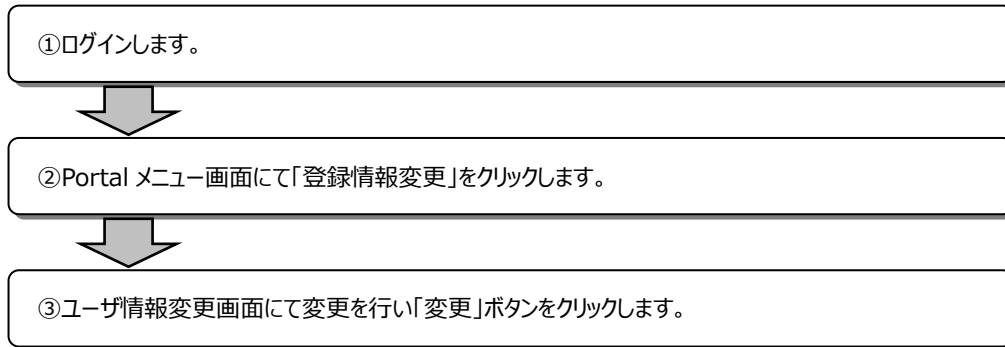 ①ログインします。
②Portal メニュー画面にて「登録情報変更」をクリックします。
③ユーザ情報変更画面にて変更を行い「変更」ボタンをクリックします。